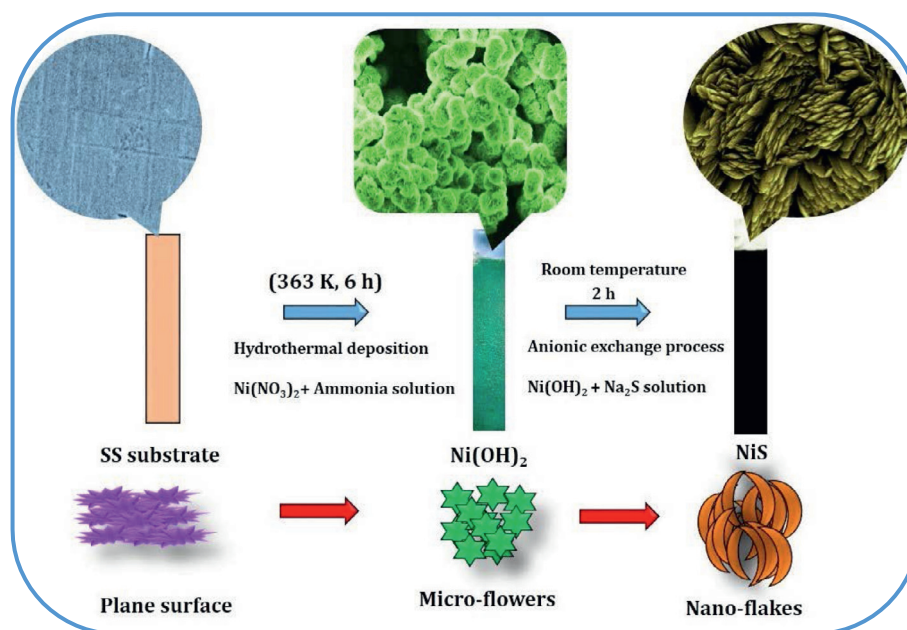 (363 K, 6 h)
Hydrothermal deposition
Ni(NO₃)₂+ Ammonia solution
Room temperature
2 h
Anionic exchange process
Ni(OH)₂ + Na₂S solution
SS substrate
Ni(OH)₂
NiS
Plane surface
Micro-flowers
Nano-flakes